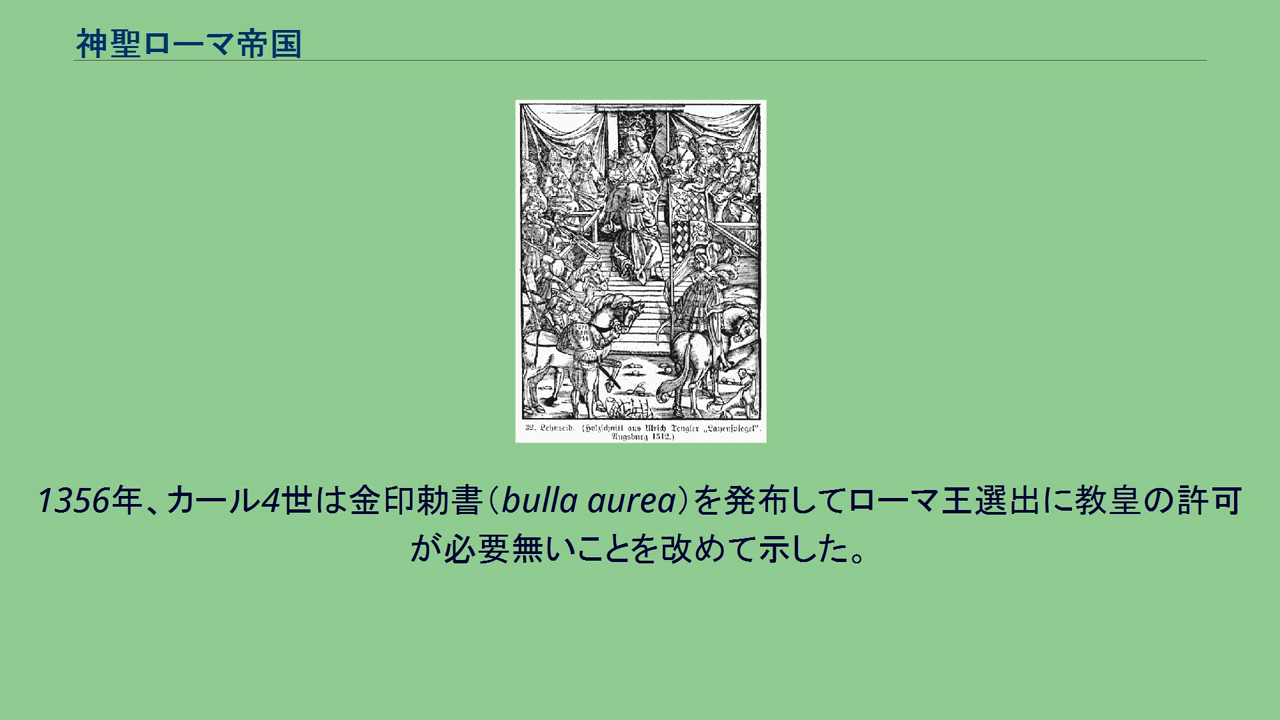 神聖ローマ帝国
32. Lehnseid. (Holzschnitt aus Ulrich Tengler „Layenspiegel".
Augsburg 1512.)
1356年、カール4世は金印勅書（bulla aurea）を発布してローマ王選出に教皇の許可
が必要無いことを改めて示した。